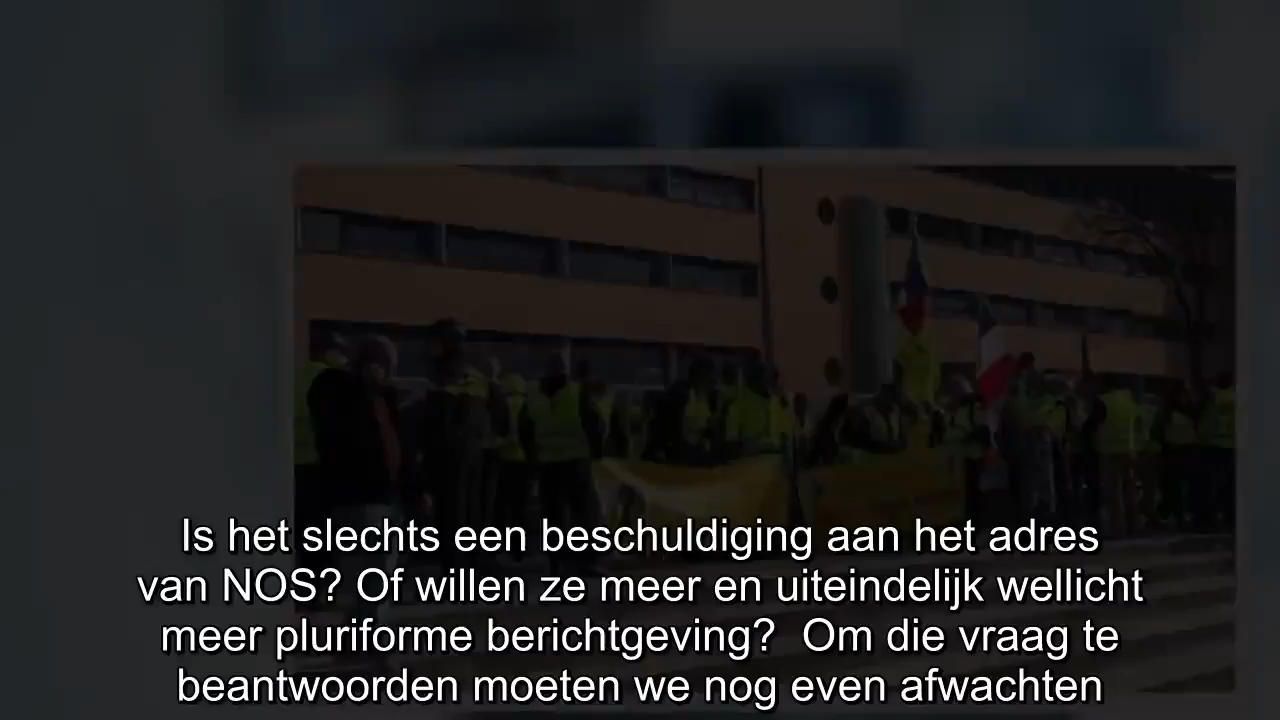 Is het slechts een beschuldiging aan het adres
van NOS? Of willen ze meer en uiteindelijk wellicht
meer pluriforme berichtgeving?  Om die vraag te
beantwoorden moeten we nog even afwachten